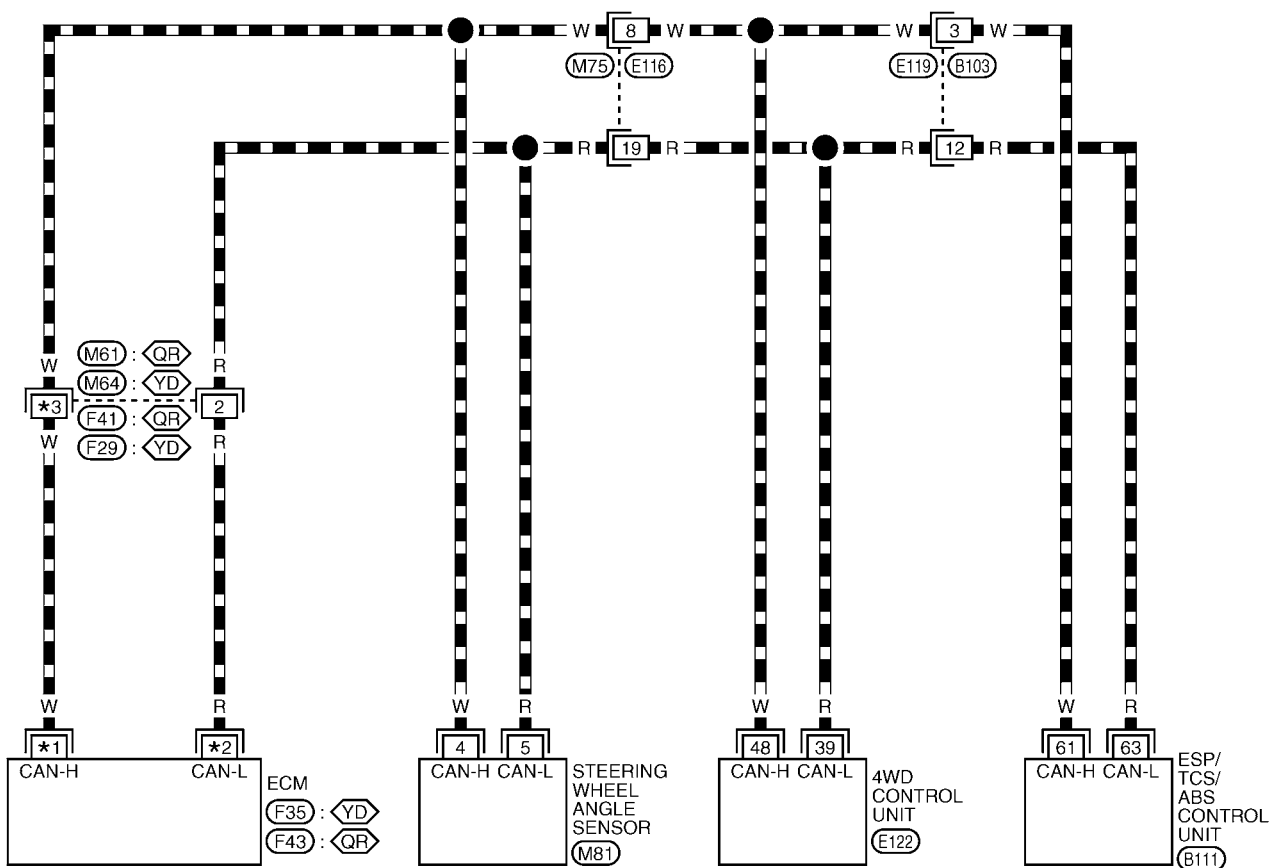 W 8 W W 3 W
M75 E116 E119 B103
R 19 R R 12 R
M61 : QR
W R
M64 : YD
*3 2
F41 : QR
W R
F29 : YD
W R W R W R W R
*1 *2 4 5 48 39 61 63
CAN-H CAN-L
ECM
F35 : YD
F43 : QR
CAN-H CAN-L
STEERING
WHEEL
ANGLE
SENSOR
M81
CAN-H CAN-L
4WD
CONTROL
UNIT
E122
CAN-H CAN-L
ESP/
TCS/
ABS
CONTROL
UNIT
B111